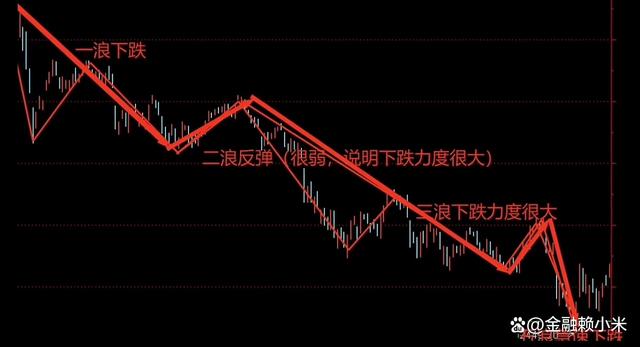 一浪下跌
二浪反弹（很弱，说明下跌力度很大）
三浪下跌力度很大
@金融赖小米
速下跌